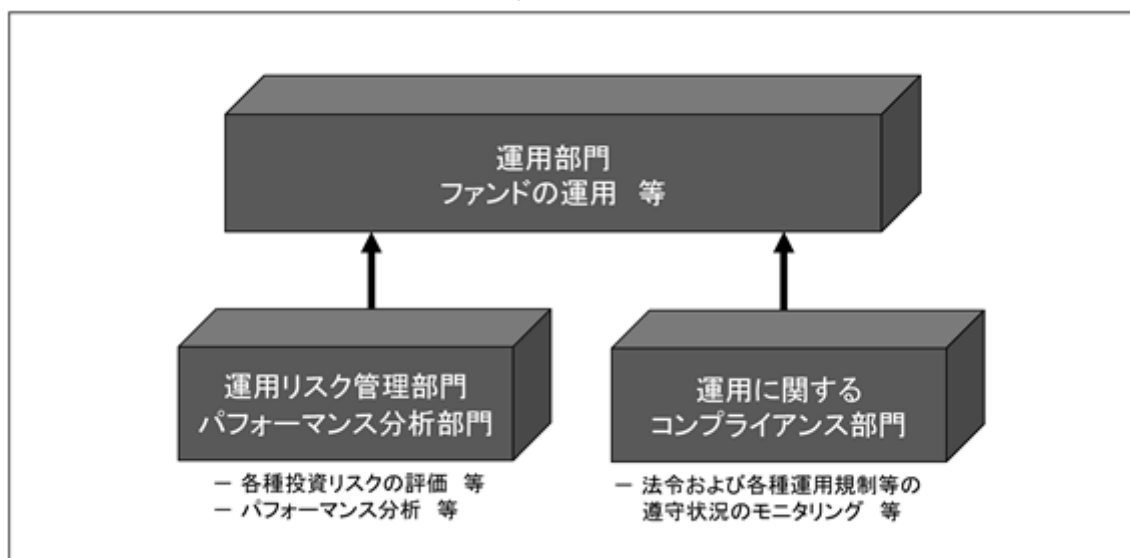 運用部門
ファンドの運用 等
運用リスク管理部門
パフォーマンス分析部門
― 各種投資リスクの評価 等
― パフォーマンス分析 等
運用に関する
コンプライアンス部門
― 法令および各種運用規制等の
遵守状況のモニタリング 等